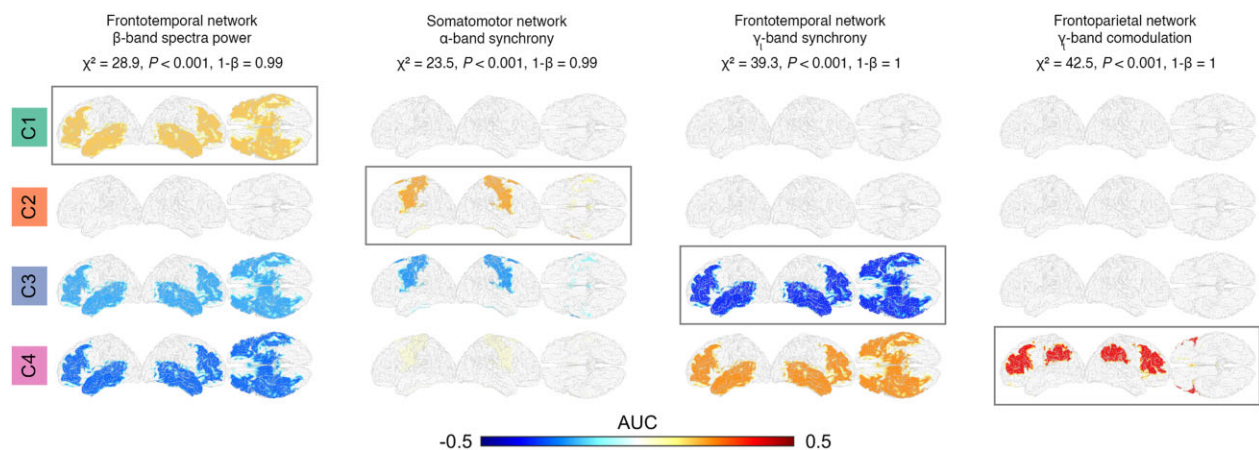 Frontotemporal network
β-band spectra power
χ² = 28.9, P < 0.001, 1-β = 0.99
Somatomotor network
α-band synchrony
χ² = 23.5, P < 0.001, 1-β = 0.99
Frontotemporal network
γl-band synchrony
χ² = 39.3, P < 0.001, 1-β = 1
Frontoparietal network
γl-band comodulation
χ² = 42.5, P < 0.001, 1-β = 1
C1
C2
C3
C4
AUC
-0.5 0.5